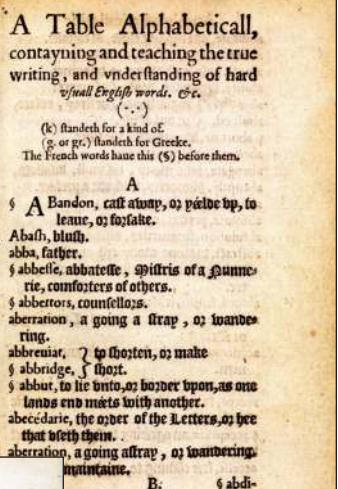 A Table Alphabeticall,
contayning and teaching the true
writing, and vnderſtanding of hard
vſuall Engliſh words. &c.
(∴)
(k) ſtandeth for a kind of.
(g. or gr.) ſtandeth for Greeke.
The French words haue this (§) before them.
A
§ ABandon, caſt away, or yéelde vp, to
leaue, or forſake.
Abaſh, bluſh.
abba, father.
§ abbeſſe, abbateſſe, Miſtris of a Nunne-
rie, comforters of others.
§ abbettors, counſellors.
aberration, a going a ſtray, or wande-
ring.
abbreuiat, } to ſhorten, or make
§ abbridge, } ſhort.
§ abbut, to lie vnto, or border vpon, as one
lands end méets with another.
abecédarie, the order of the Letters, or hee
that vſeth them.
aberration, a going aſtray, or wandering.
maintaine.
B.
§ abdi-